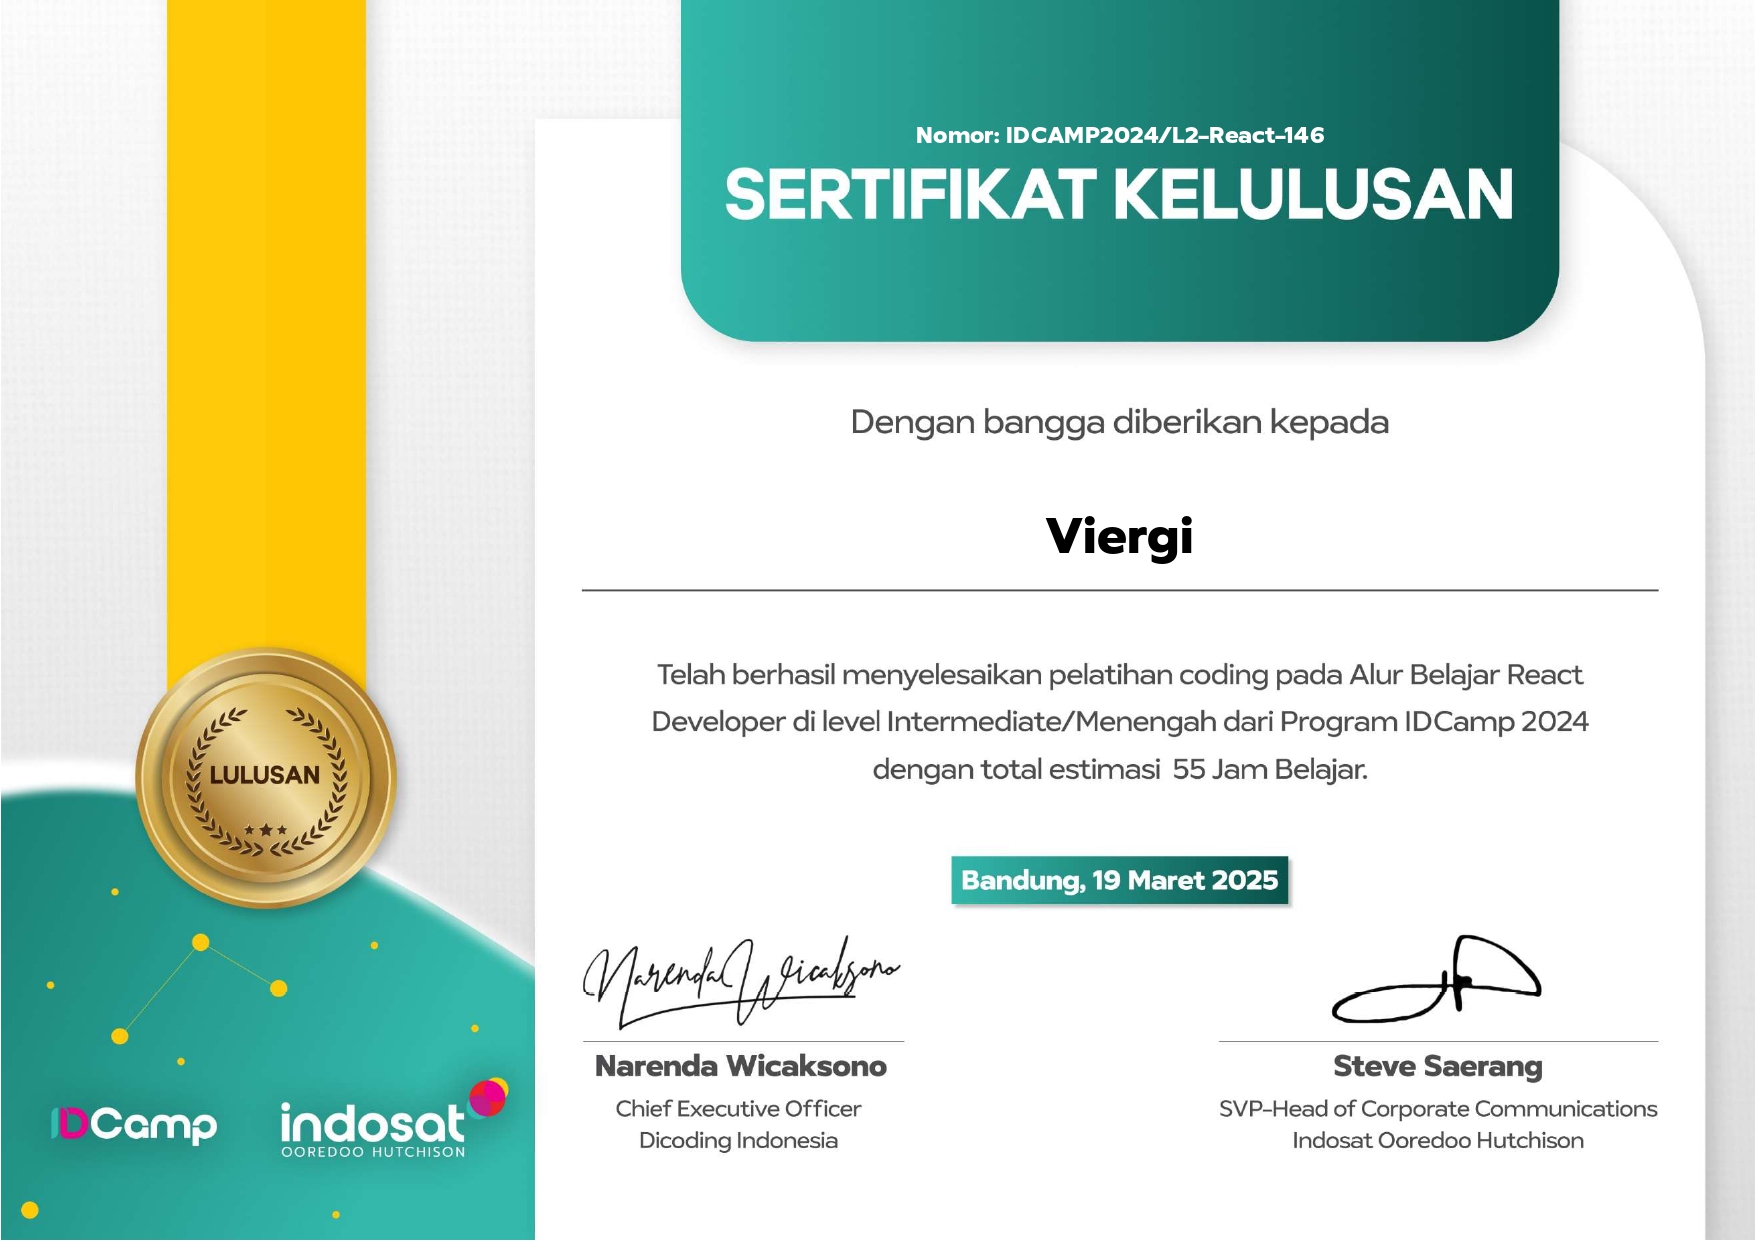 Nomor: IDCAMP2024/L2-React-146
SERTIFIKAT KELULUSAN
Dengan bangga diberikan kepada
Viergi
Telah berhasil menyelesaikan pelatihan coding pada Alur Belajar React
Developer di level Intermediate/Menengah dari Program IDCamp 2024
dengan total estimasi 55 Jam Belajar.
LULUSAN
Bandung, 19 Maret 2025
Narenda Wicaksono
Narenda Wicaksono
Chief Executive Officer
Dicoding Indonesia
Steve Saerang
SVP-Head of Corporate Communications
Indosat Ooredoo Hutchison
IDCamp
indosat
OOREDOO HUTCHISON